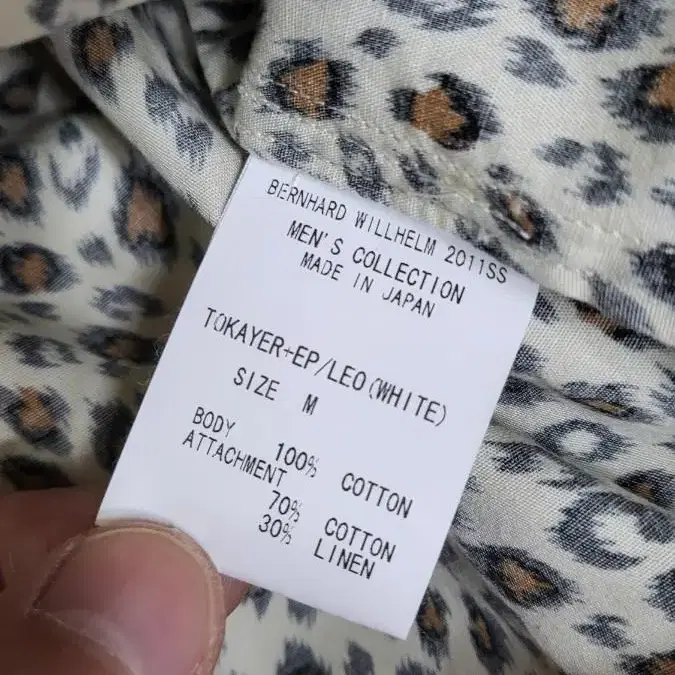 BERNHARD WILLHELM 2011SS
MEN'S COLLECTION
MADE IN JAPAN
TOKAYER+EP/LEO(WHITE)
SIZE M
BODY
100% COTTON
ATTACHMENT
70% COTTON
30% LINEN